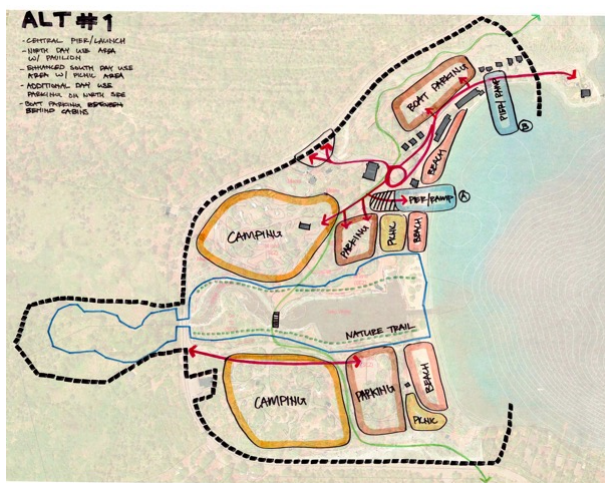 ALT #1
- CENTRAL PIER/LAUNCH
- NORTH DAY USE AREA
W/ PAVILION
- ENHANCED SOUTH DAY USE
AREA W/ PICNIC AREA
- ADDITIONAL DAY USE
PARKING ON NORTH SIDE
- BOAT PARKING BETWEEN
BEHIND CABINS
BOAT PARKING
PIER/RAMP
B
BEACH
PIER/RAMP
A
CAMPING
PARKING
PICNIC
BEACH
NATURE TRAIL
CAMPING
PARKING
BEACH
PICNIC